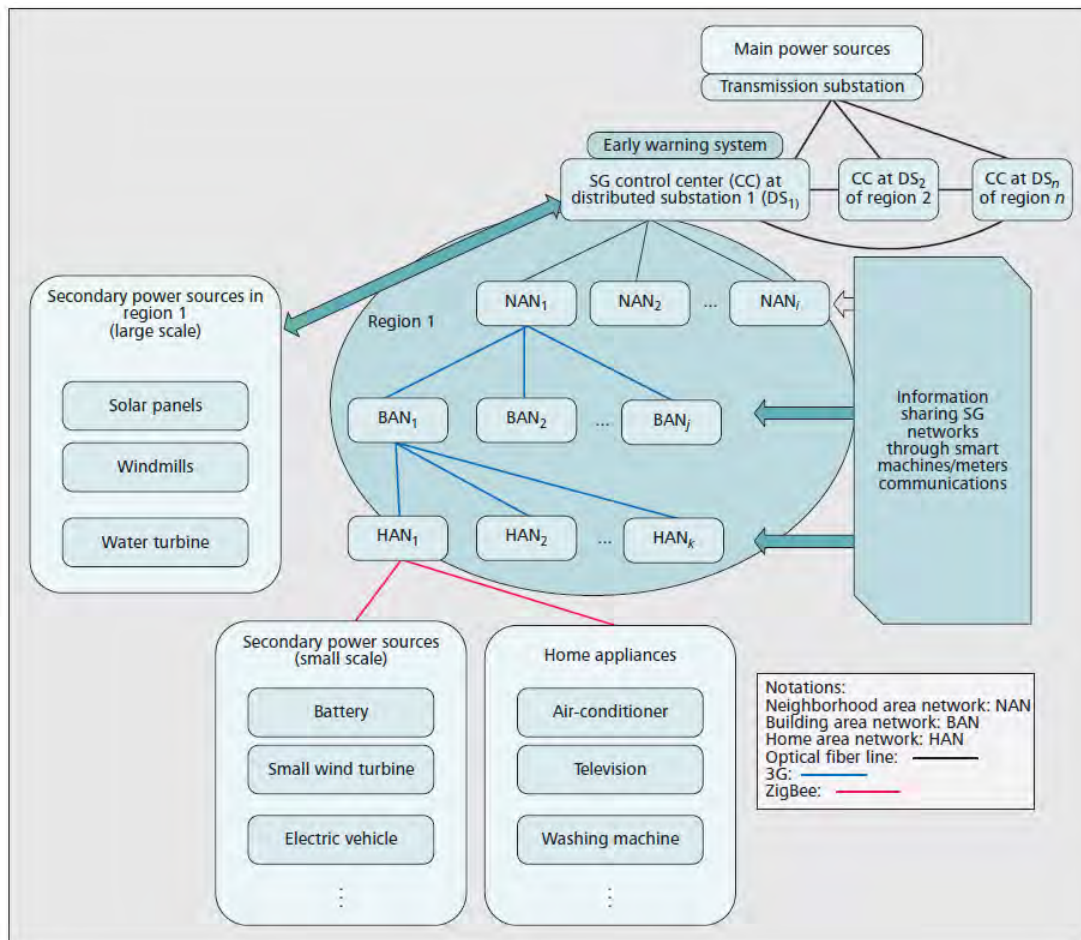 Main power sources
Transmission substation
Early warning system
SG control center (CC) at
distributed substation 1 (DS₁)
CC at DS₂
of region 2
CC at DSₙ
of region n
Secondary power sources in
region 1
(large scale)
Solar panels
Windmills
Water turbine
Region 1
NAN₁
NAN₂
...
NANᵢ
BAN₁
BAN₂
...
BANⱼ
HAN₁
HAN₂
...
HANₖ
Information
sharing SG
networks
through smart
machines/meters
communications
Secondary power sources
(small scale)
Battery
Small wind turbine
Electric vehicle
⋮
Home appliances
Air-conditioner
Television
Washing machine
⋮
Notations:
Neighborhood area network: NAN
Building area network: BAN
Home area network: HAN
Optical fiber line:
3G:
ZigBee: